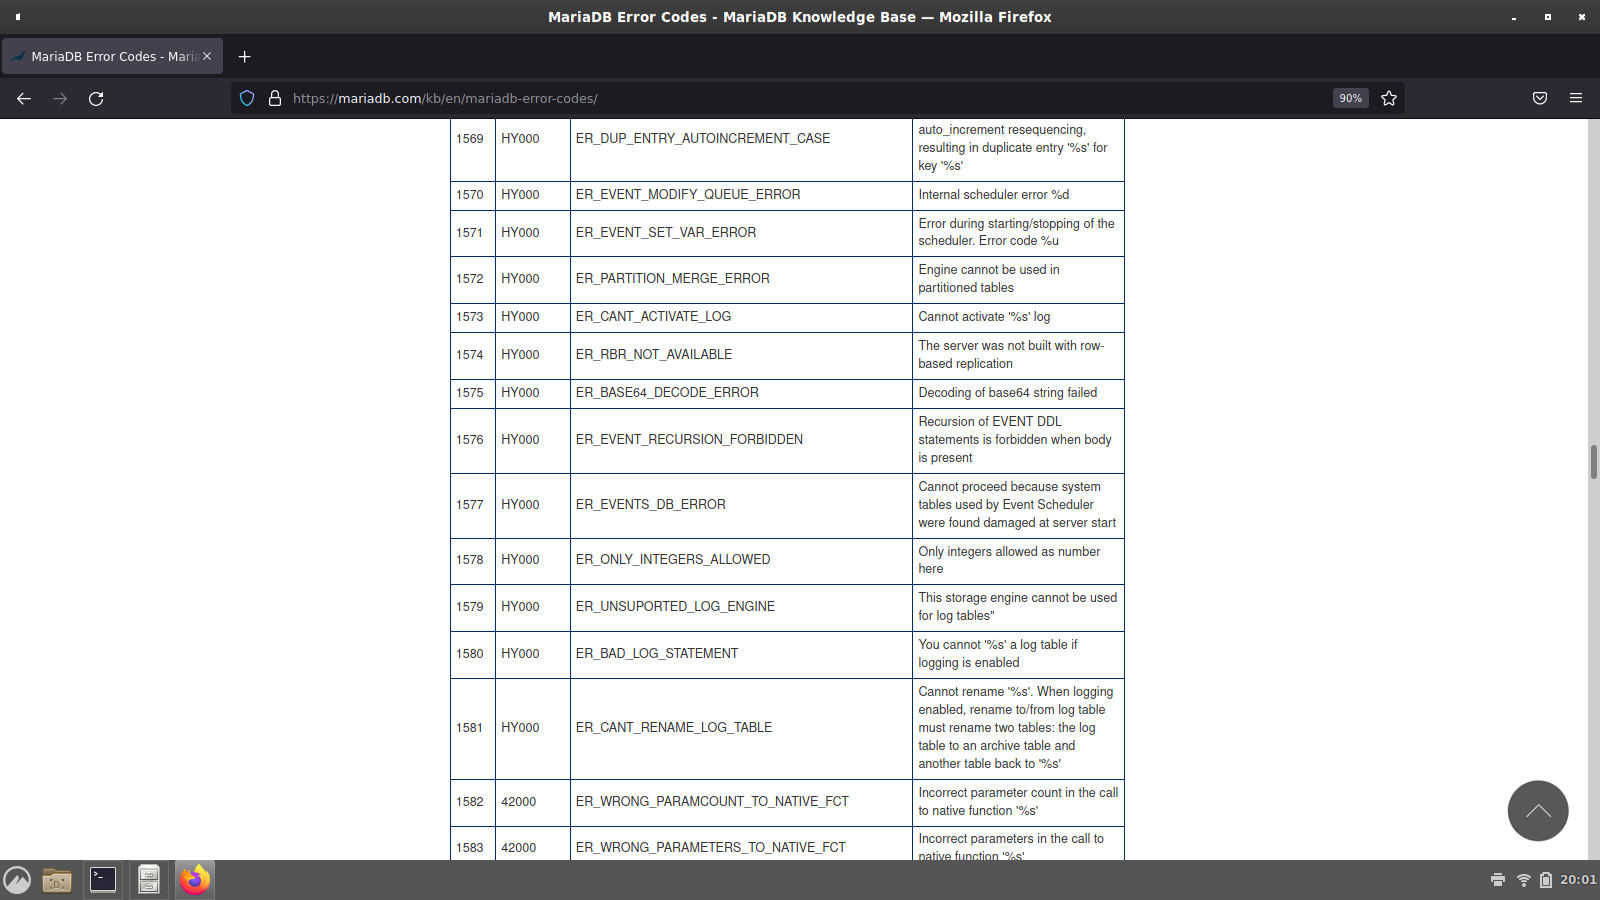 MariaDB Error Codes - MariaDB Knowledge Base — Mozilla Firefox
MariaDB Error Codes - Maria
https://mariadb.com/kb/en/mariadb-error-codes/
90%
1569 HY000 ER_DUP_ENTRY_AUTOINCREMENT_CASE auto_increment resequencing,
resulting in duplicate entry '%s' for
key '%s'
1570 HY000 ER_EVENT_MODIFY_QUEUE_ERROR Internal scheduler error %d
1571 HY000 ER_EVENT_SET_VAR_ERROR Error during starting/stopping of the
scheduler. Error code %u
1572 HY000 ER_PARTITION_MERGE_ERROR Engine cannot be used in
partitioned tables
1573 HY000 ER_CANT_ACTIVATE_LOG Cannot activate '%s' log
1574 HY000 ER_RBR_NOT_AVAILABLE The server was not built with row-
based replication
1575 HY000 ER_BASE64_DECODE_ERROR Decoding of base64 string failed
1576 HY000 ER_EVENT_RECURSION_FORBIDDEN Recursion of EVENT DDL
statements is forbidden when body
is present
1577 HY000 ER_EVENTS_DB_ERROR Cannot proceed because system
tables used by Event Scheduler
were found damaged at server start
1578 HY000 ER_ONLY_INTEGERS_ALLOWED Only integers allowed as number
here
1579 HY000 ER_UNSUPORTED_LOG_ENGINE This storage engine cannot be used
for log tables"
1580 HY000 ER_BAD_LOG_STATEMENT You cannot '%s' a log table if
logging is enabled
1581 HY000 ER_CANT_RENAME_LOG_TABLE Cannot rename '%s'. When logging
enabled, rename to/from log table
must rename two tables: the log
table to an archive table and
another table back to '%s'
1582 42000 ER_WRONG_PARAMCOUNT_TO_NATIVE_FCT Incorrect parameter count in the call
to native function '%s'
1583 42000 ER_WRONG_PARAMETERS_TO_NATIVE_FCT Incorrect parameters in the call to
native function '%s'
20:01